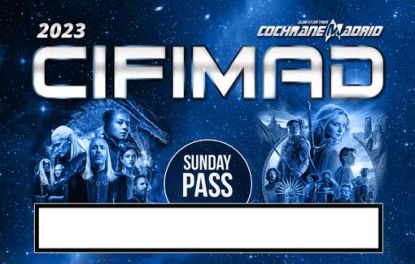 2023
CLUB STAR TREK
COCHRANE MADRID
CIFIMAD
SUNDAY
PASS